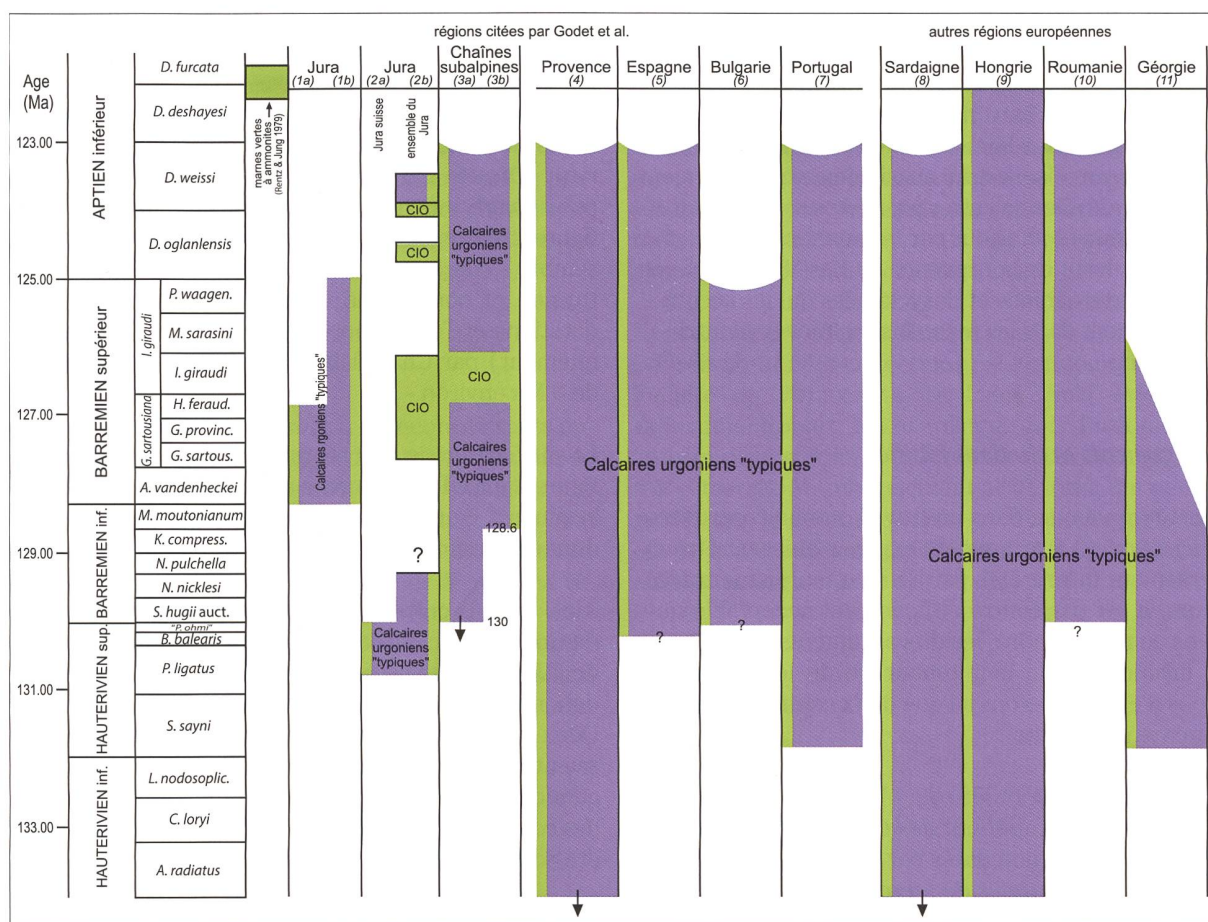 régions citées par Godet et al.
autres régions européennes
Age
(Ma)
Jura
(1a) (1b)
Jura
(2a) (2b)
Chaînes
subalpines
(3a) (3b)
Provence
(4)
Espagne
(5)
Bulgarie
(6)
Portugal
(7)
Sardaigne
(8)
Hongrie
(9)
Roumanie
(10)
Géorgie
(11)
Jura suisse
ensemble du
Jura
marnes vertes
à ammonites
(Rentz & Jung 1979)
123.00
125.00
127.00
129.00
131.00
133.00
APTIEN inférieur
BARREMIEN supérieur
BARREMIEN inf.
HAUTERIVIEN sup.
HAUTERIVIEN inf.
I. giraudi
G. sartousiana
D. furcata
D. deshayesi
D. weissi
D. oglanlensis
P. waagen.
M. sarasini
I. giraudi
H. feraud.
G. provinc.
G. sartous.
A. vandenheckei
M. moutonianum
K. compress.
N. pulchella
N. nicklesi
S. hugii auct.
"P. ohmi"
B. balearis
P. ligatus
S. sayni
L. nodosoplic.
C. loryi
A. radiatus
Calcaires rgoniens "typiques"
CIO
CIO
CIO
?
Calcaires
urgoniens
"typiques"
Calcaires
urgoniens
"typiques"
CIO
Calcaires
urgoniens
"typiques"
128.6
130
Calcaires urgoniens "typiques"
?
?
Calcaires urgoniens "typiques"
?